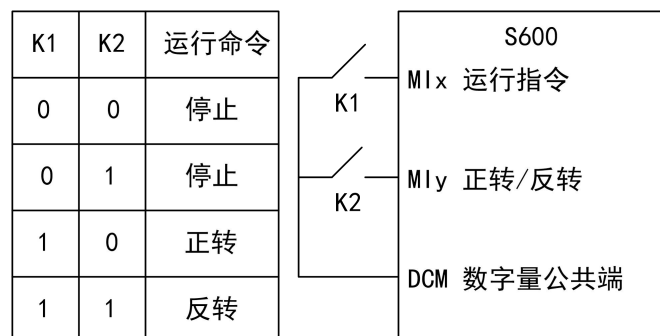 K1 K2 运行命令
0 0 停止
0 1 停止
1 0 正转
1 1 反转
S600
MIx 运行指令
K1
MIy 正转/反转
K2
DCM 数字量公共端